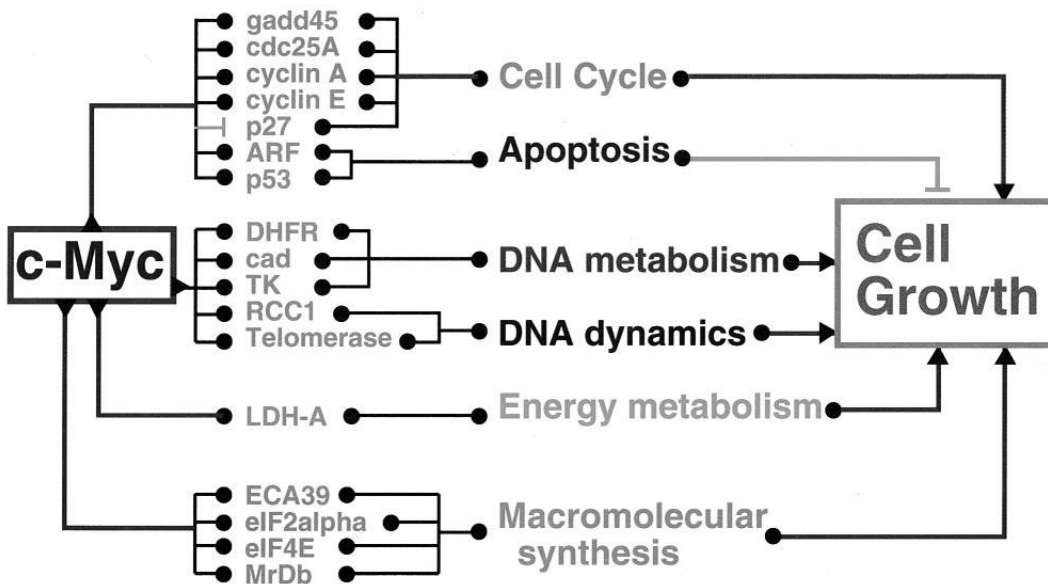 gadd45
cdc25A
cyclin A
cyclin E
p27
ARF
p53
Cell Cycle
Apoptosis
c-Myc
DHFR
cad
TK
RCC1
Telomerase
DNA metabolism
DNA dynamics
Cell
Growth
LDH-A
Energy metabolism
ECA39
eIF2alpha
eIF4E
MrDb
Macromolecular
synthesis